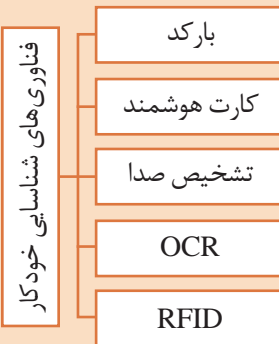 فناوری‌های شناسایی خودکار
بارکد
کارت هوشمند
تشخیص صدا
OCR
RFID